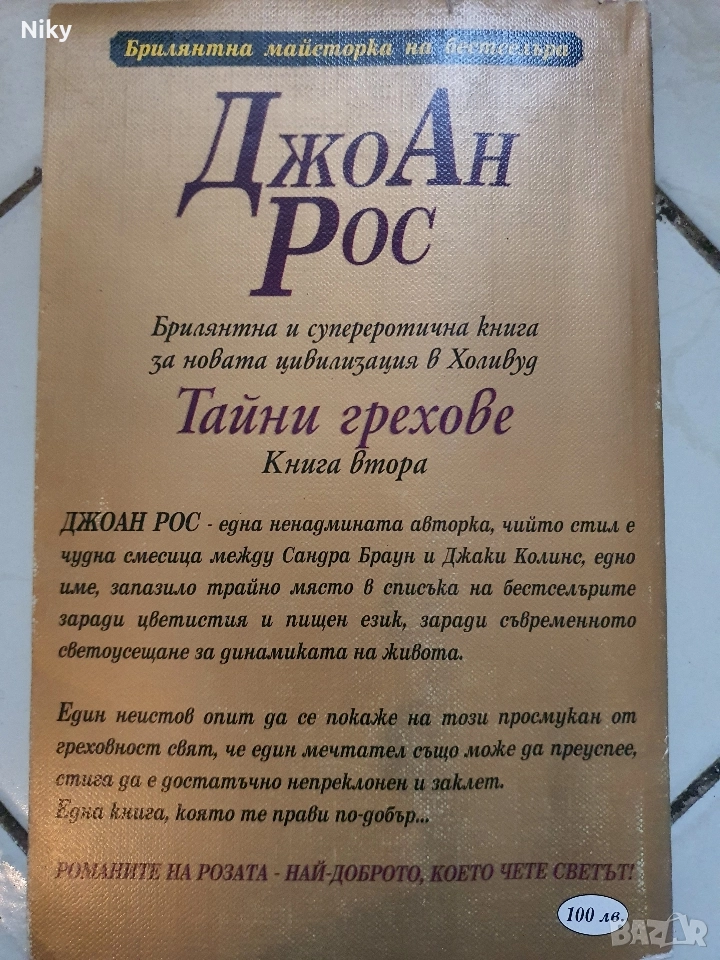 Niky
Брилянтна майсторка на бестселъра
ДжоАн
Рос
Брилянтна и супереротична книга
за новата цивилизация в Холивуд
Тайни грехове
Книга втора
ДЖОАН РОС - една ненадмината авторка, чийто стил е
чудна смесица между Сандра Браун и Джаки Колинс, едно
име, запазило трайно място в списъка на бестселърите
заради цветистия и пищен език, заради съвременното
светоусещане за динамиката на живота.
Един неистов опит да се покаже на този просмукан от
греховност свят, че един мечтател също може да преуспее,
стига да е достатъчно непреклонен и заклет.
Една книга, която те прави по-добър...
РОМАНИТЕ НА РОЗАТА - НАЙ-ДОБРОТО, КОЕТО ЧЕТЕ СВЕТЪТ!
100 лв.
BAZAR